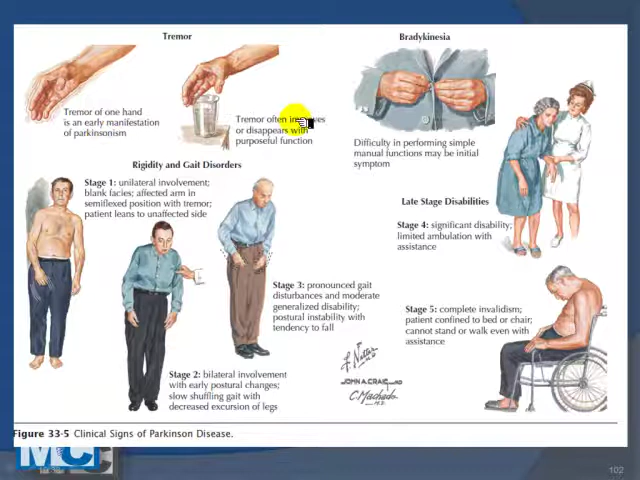 Tremor
Bradykinesia
Tremor of one hand
is an early manifestation
of parkinsonism
Tremor often
or disappears with
purposeful function
Difficulty in performing simple
manual functions may be initial
symptom
Rigidity and Gait Disorders
Stage 1: unilateral involvement;
blank facies; affected arm in
semiflexed position with tremor;
patient leans to unaffected side
Late Stage Disabilities
Stage 4: significant disability;
limited ambulation with
assistance
Stage 3: pronounced gait
disturbances and moderate
generalized disability;
postural instability with
tendency to fall
Stage 5: complete invalidism;
patient confined to bed or chair;
cannot stand or walk even with
assistance
Stage 2: bilateral involvement
with early postural changes;
slow shuffling gait with
decreased excursion of legs
F. Netter M.D.
JOHN A. CRAIG MD
C. Machado M.D.
Figure 33-5 Clinical Signs of Parkinson Disease.
102